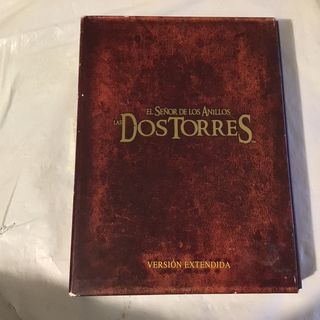 EL SEÑOR DE LOS ANILLOS
LAS DOS TORRES
VERSIÓN EXTENDIDA